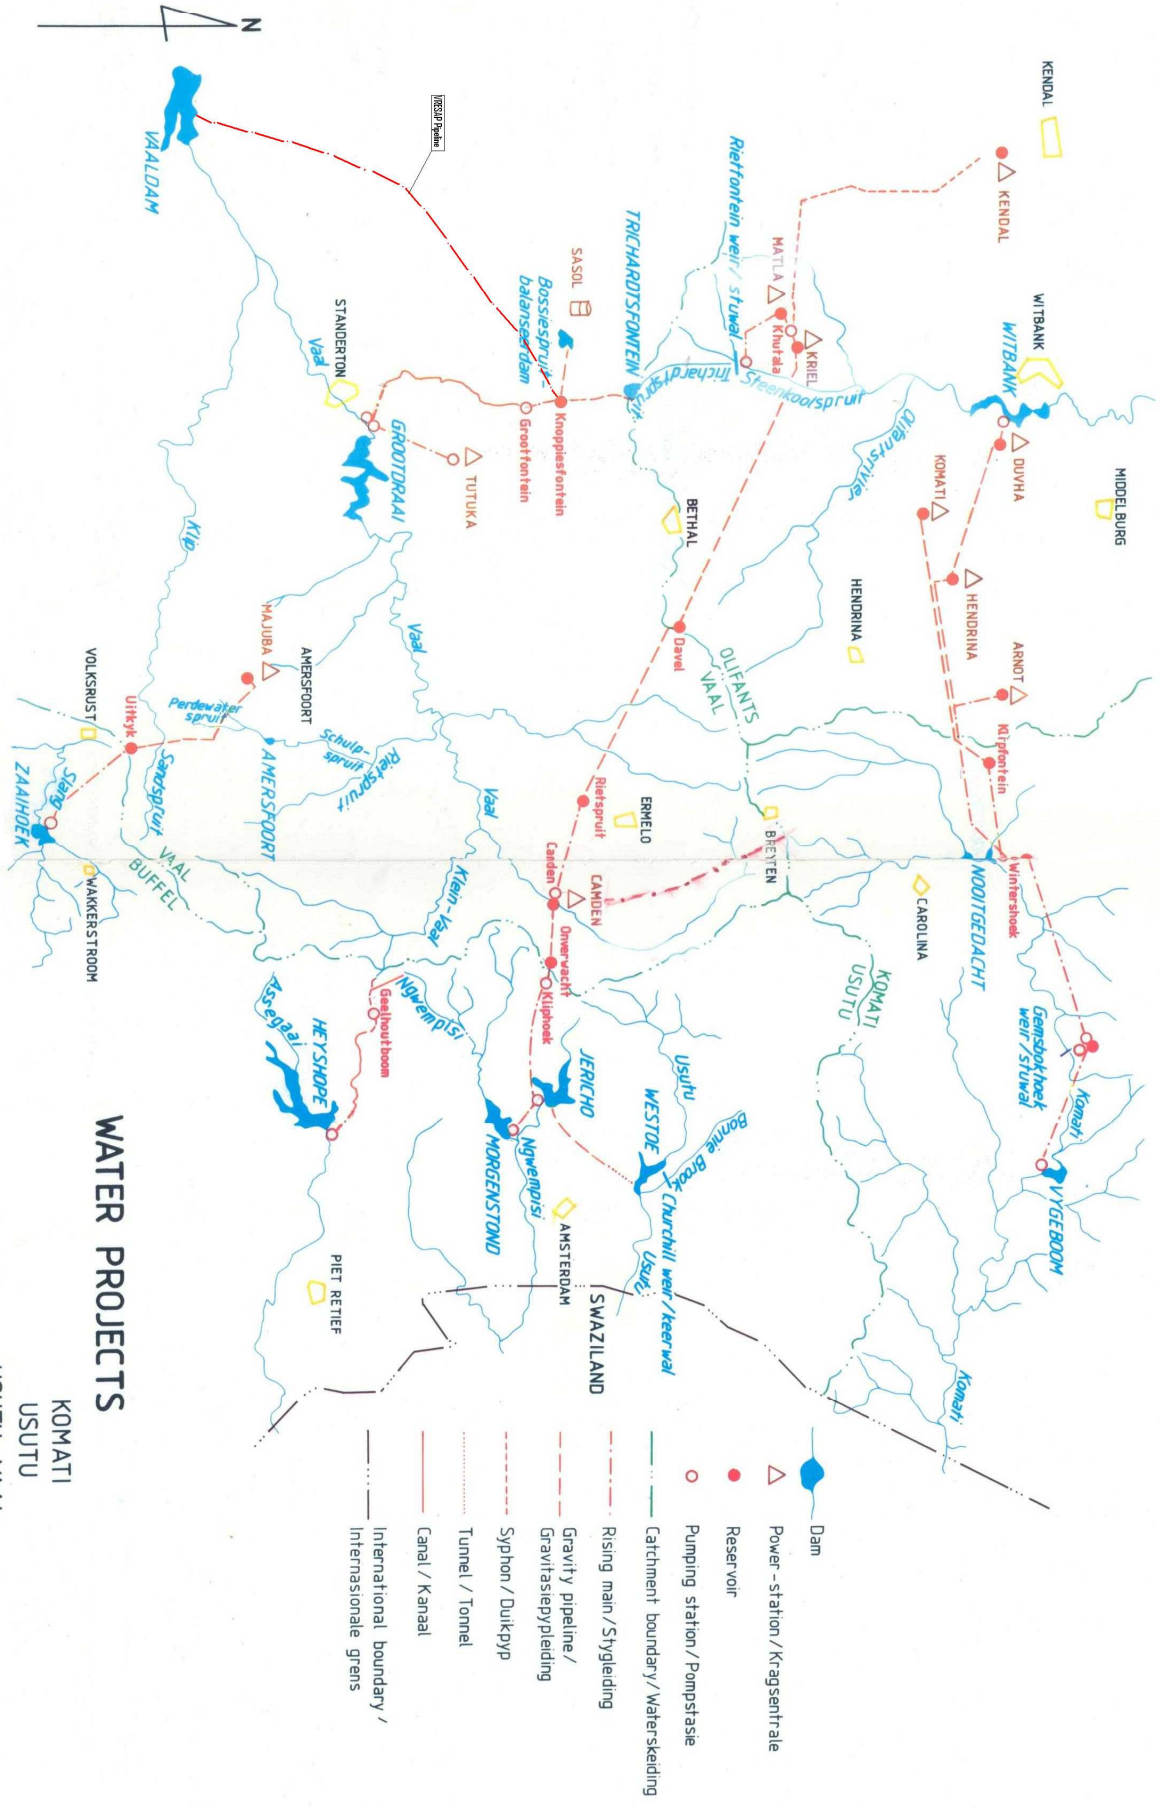 N
KENDAL
KENDAL
WITBANK
WITBANK
DUVHA
MIDDELBURG
KOMATI
HENDRINA
HENDRINA
ARNOT
Klipfontein
Wintershoek
NOOITGEDACHT
CAROLINA
Gemsbokhoek
weir/stuwal
Komati
VYGEBOOM
Rietfontein weir/ stuwal
MATLA
KRIEL
Khutala
Steenkoolspruit
Trichardtspruit
Olifantsrivier
TRICHARDTSFONTEIN
VRESAP Pipeline
SASOL
Bossiespruit-
balanseerdam
Knoppiesfontein
Grootfontein
BETHAL
Davel
OLIFANTS
VAAL
BREYTEN
KOMATI
USUTU
VAALDAM
STANDERTON
Vaal
GROOTDRAAI
TUTUKA
Klip
Vaal
MAJUBA
AMERSFOORT
Rietspruit
ERMELO
Camden
CAMDEN
Onverwacht
Kliphoek
Vaal
Klein-Vaal
VOLKSRUST
Uitkyk
Perdewater
spruit
Schulp-
spruit
Rietspruit
AMERSFOORT
Sandspruit
Slang
ZAAIHOEK
WAKKERSTROOM
VAAL
BUFFEL
Ngwempisi
Geelhoutboom
Assegaai
HEYSHOPE
JERICHO
MORGENSTOND
Ngwempisi
Usutu
WESTOE
Bonnie Brook
Churchill weir/keerwal
Usutu
AMSTERDAM
SWAZILAND
PIET RETIEF
Komati
WATER PROJECTS
KOMATI
USUTU
Dam
Power-station/Kragsentrale
Reservoir
Pumping station/Pompstasie
Catchment boundary/Waterskeiding
Rising main/Stygleiding
Gravity pipeline/
Gravitasiepypleiding
Syphon/Duikpyp
Tunnel/Tonnel
Canal/Kanaal
International boundary/
Internasionale grens